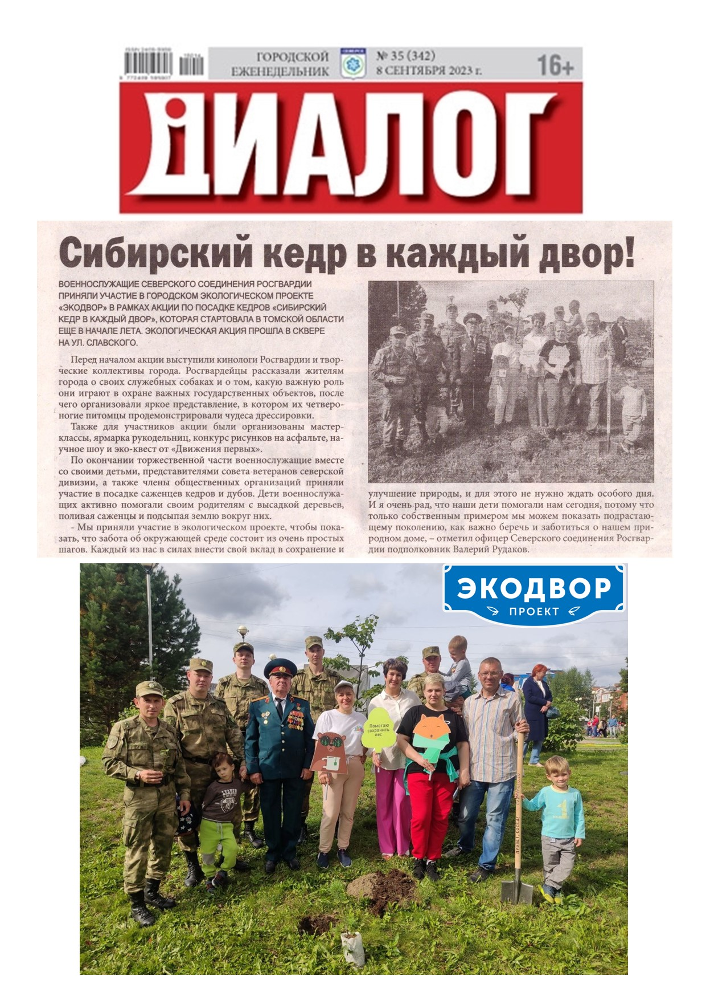 ГОРОДСКОЙ
ЕЖЕНЕДЕЛЬНИК
СЕВЕРСК
№ 35 (342)
8 СЕНТЯБРЯ 2023 г.
16+
ДИАЛОГ
Сибирский кедр в каждый двор!
ВОЕННОСЛУЖАЩИЕ СЕВЕРСКОГО СОЕДИНЕНИЯ РОСГВАРДИИ
ПРИНЯЛИ УЧАСТИЕ В ГОРОДСКОМ ЭКОЛОГИЧЕСКОМ ПРОЕКТЕ
«ЭКОДВОР» В РАМКАХ АКЦИИ ПО ПОСАДКЕ КЕДРОВ «СИБИРСКИЙ
КЕДР В КАЖДЫЙ ДВОР», КОТОРАЯ СТАРТОВАЛА В ТОМСКОЙ ОБЛАСТИ
ЕЩЕ В НАЧАЛЕ ЛЕТА. ЭКОЛОГИЧЕСКАЯ АКЦИЯ ПРОШЛА В СКВЕРЕ
НА УЛ. СЛАВСКОГО.
Перед началом акции выступили кинологи Росгвардии и твор-
ческие коллективы города. Росгвардейцы рассказали жителям
города о своих служебных собаках и о том, какую важную роль
они играют в охране важных государственных объектов, после
чего организовали яркое представление, в котором их четверо-
ногие питомцы продемонстрировали чудеса дрессировки.
Также для участников акции были организованы мастер-
классы, ярмарка рукодельниц, конкурс рисунков на асфальте, на-
учное шоу и эко-квест от «Движения первых».
По окончании торжественной части военнослужащие вместе
со своими детьми, представителями совета ветеранов северской
дивизии, а также члены общественных организаций приняли
участие в посадке саженцев кедров и дубов. Дети военнослужа-
щих активно помогали своим родителям с высадкой деревьев,
поливая саженцы и подсыпая землю вокруг них.
- Мы приняли участие в экологическом проекте, чтобы пока-
зать, что забота об окружающей среде состоит из очень простых
шагов. Каждый из нас в силах внести свой вклад в сохранение и
улучшение природы, и для этого не нужно ждать особого дня.
И я очень рад, что наши дети помогали нам сегодня, потому что
только собственным примером мы можем показать подрастаю-
щему поколению, как важно беречь и заботиться о нашем при-
родном доме, – отметил офицер Северского соединения Росгвар-
дии подполковник Валерий Рудаков.
ЭКОДВОР
ПРОЕКТ
Помогаю
сохранить
лес
LEADER
1
ПРИВЕТ, СОСЕД!